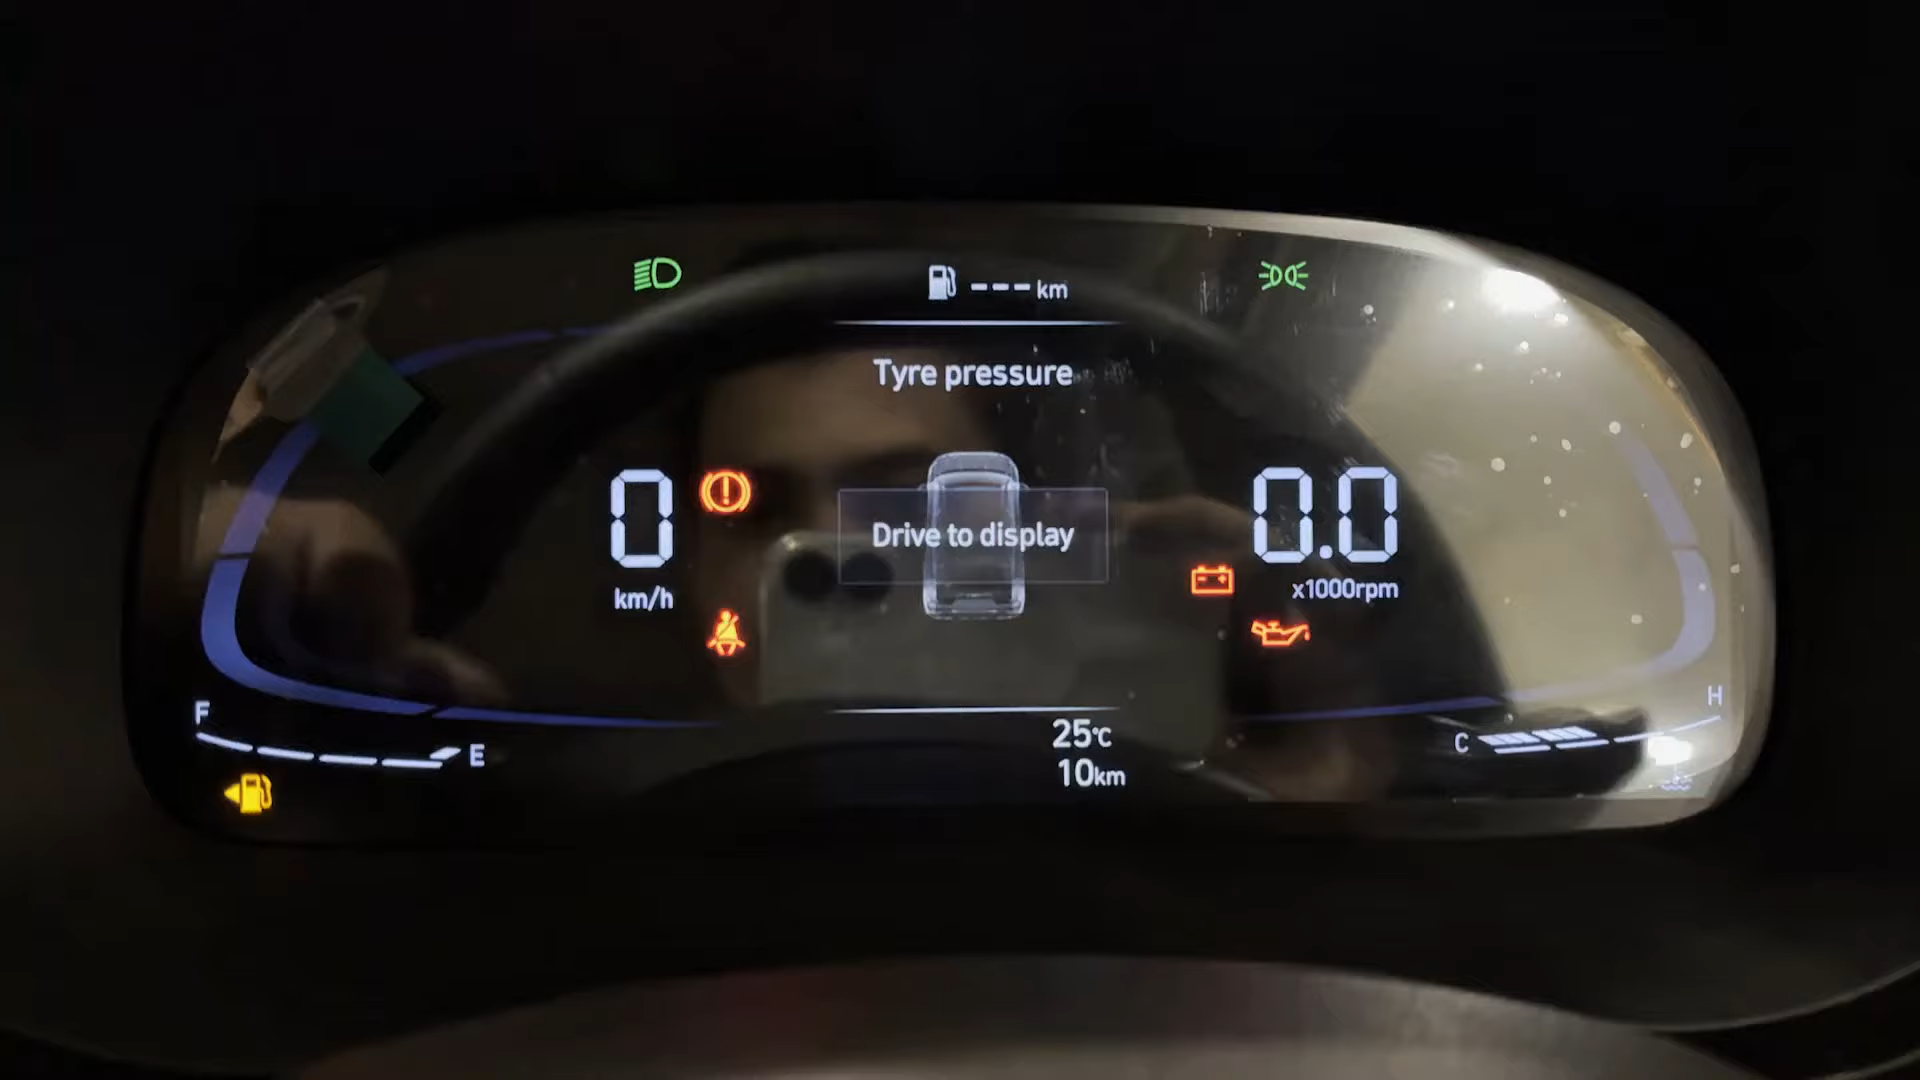 --- km
Tyre pressure
0
km/h
Drive to display
0.0
x1000rpm
F
E
25°C
10km
C
H